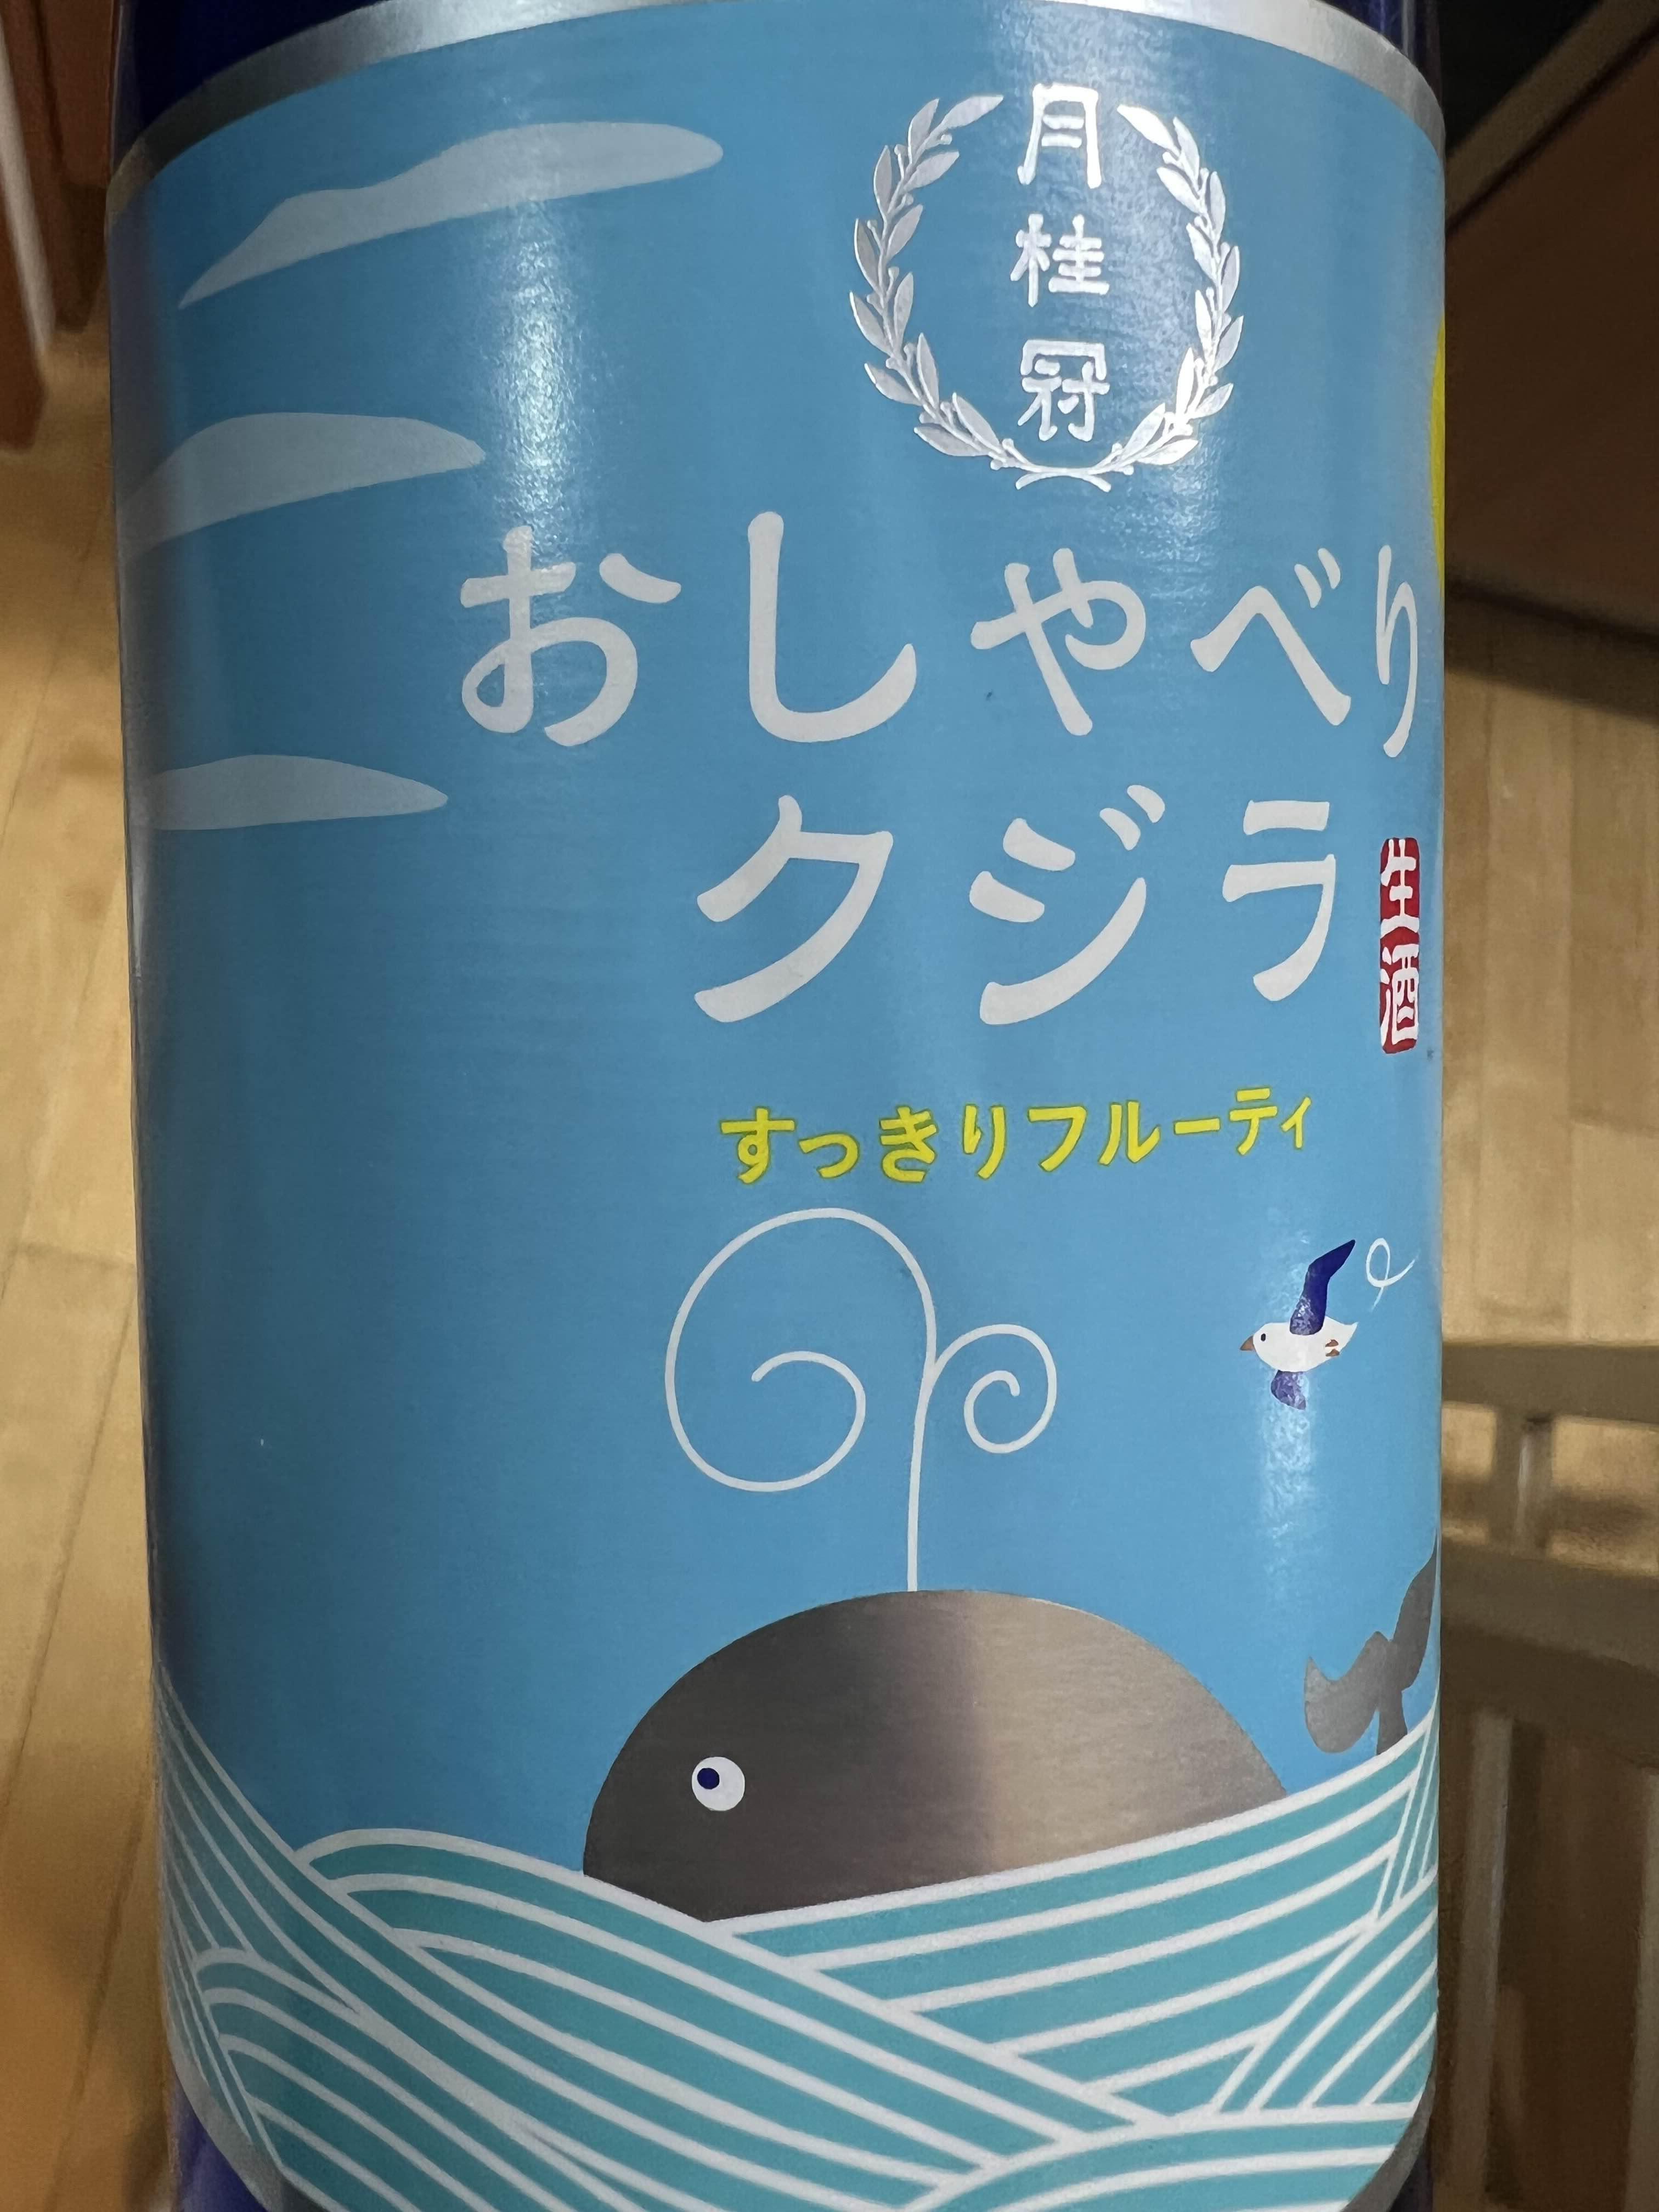 月桂冠
おしゃべり
クジラ
生酒
すっきりフルーティ